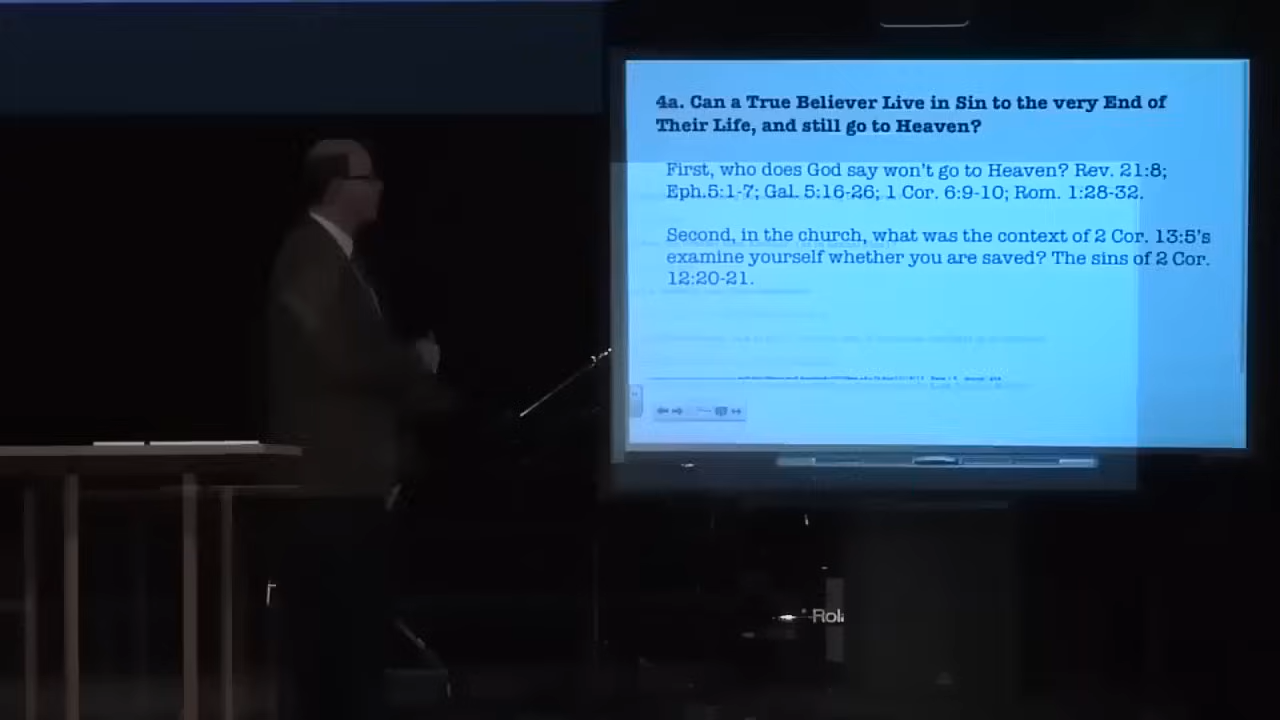 4a. Can a True Believer Live in Sin to the very End of
Their Life, and still go to Heaven?
First, who does God say won't go to Heaven? Rev. 21:8;
Eph.5:1-7; Gal. 5:16-26; 1 Cor. 6:9-10; Rom. 1:28-32.
Second, in the church, what was the context of 2 Cor. 13:5's
examine yourself whether you are saved? The sins of 2 Cor.
12:20-21.